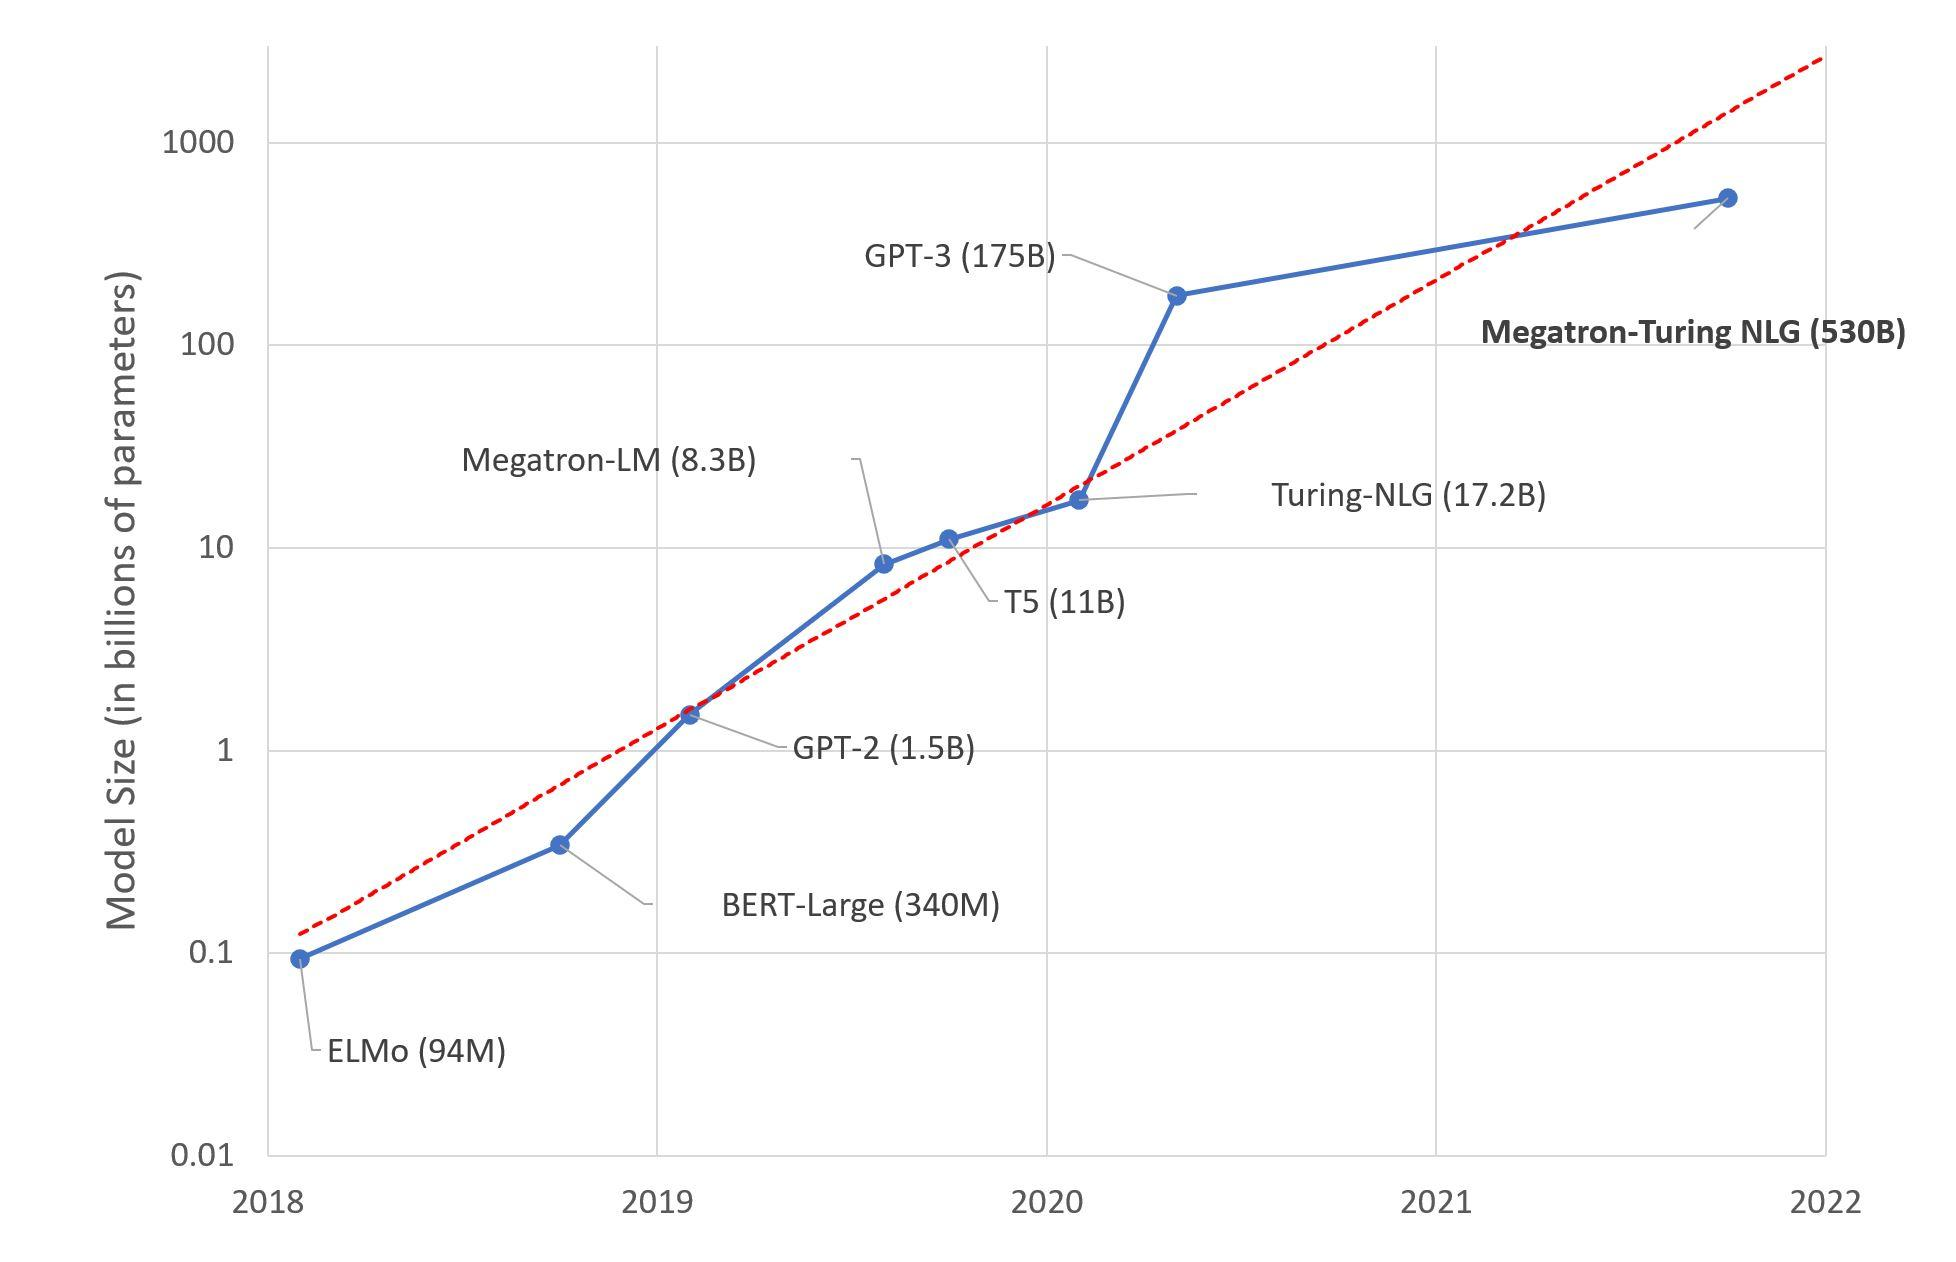 Model Size (in billions of parameters)
1000
100
10
1
0.1
0.01
2018
2019
2020
2021
2022
GPT-3 (175B)
Megatron-Turing NLG (530B)
Megatron-LM (8.3B)
Turing-NLG (17.2B)
T5 (11B)
GPT-2 (1.5B)
BERT-Large (340M)
ELMo (94M)